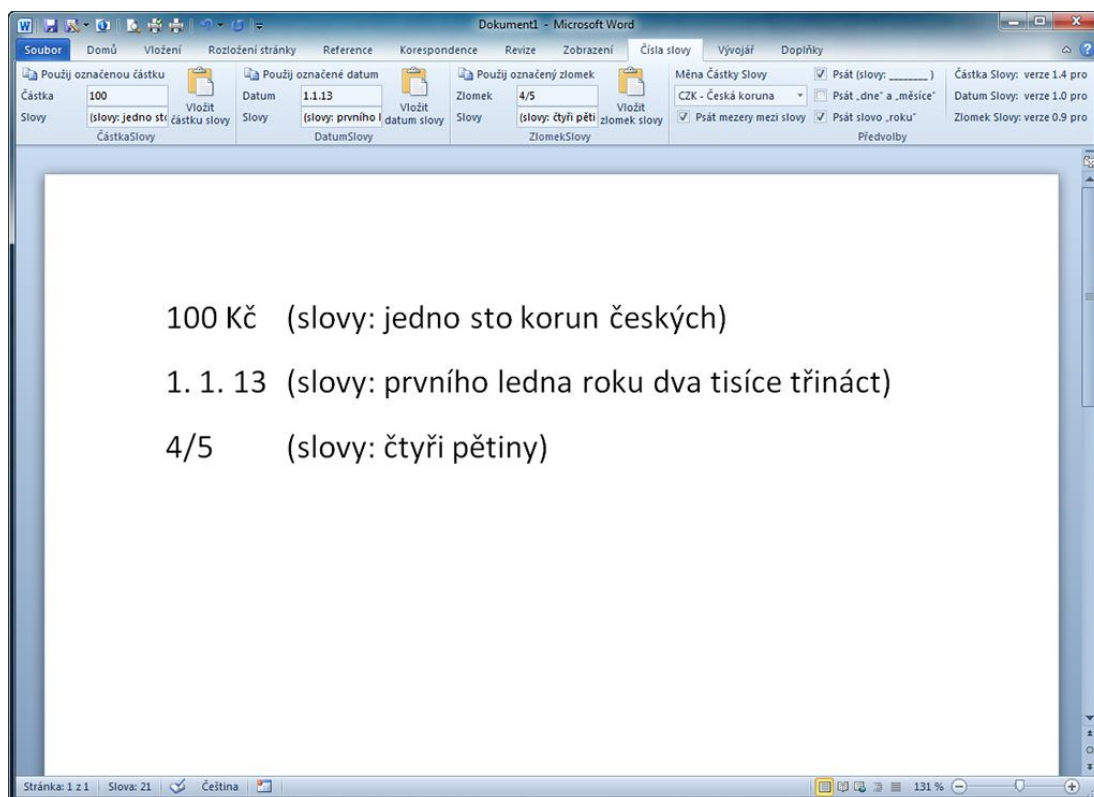 Dokument1 - Microsoft Word
Soubor Domů Vložení Rozložení stránky Reference Korespondence Revize Zobrazení Čísla slovy Vývojář Doplňky
Použij označenou částku
Částka 100
Slovy (slovy: jedno sto
Vložit částku slovy
ČástkaSlovy
Použij označené datum
Datum 1.1.13
Slovy (slovy: prvního l
Vložit datum slovy
DatumSlovy
Použij označený zlomek
Zlomek 4/5
Slovy (slovy: čtyři pěti
Vložit zlomek slovy
ZlomekSlovy
Měna Částky Slovy
CZK - Česká koruna
Psát mezery mezi slovy
Psát (slovy: _______ )
Psát „dne“ a „měsíce“
Psát slovo „roku“
Předvolby
Částka Slovy: verze 1.4 pro
Datum Slovy: verze 1.0 pro
Zlomek Slovy: verze 0.9 pro
100 Kč (slovy: jedno sto korun českých)
1. 1. 13 (slovy: prvního ledna roku dva tisíce třináct)
4/5 (slovy: čtyři pětiny)
Stránka: 1 z 1 Slova: 21 Čeština 131 %